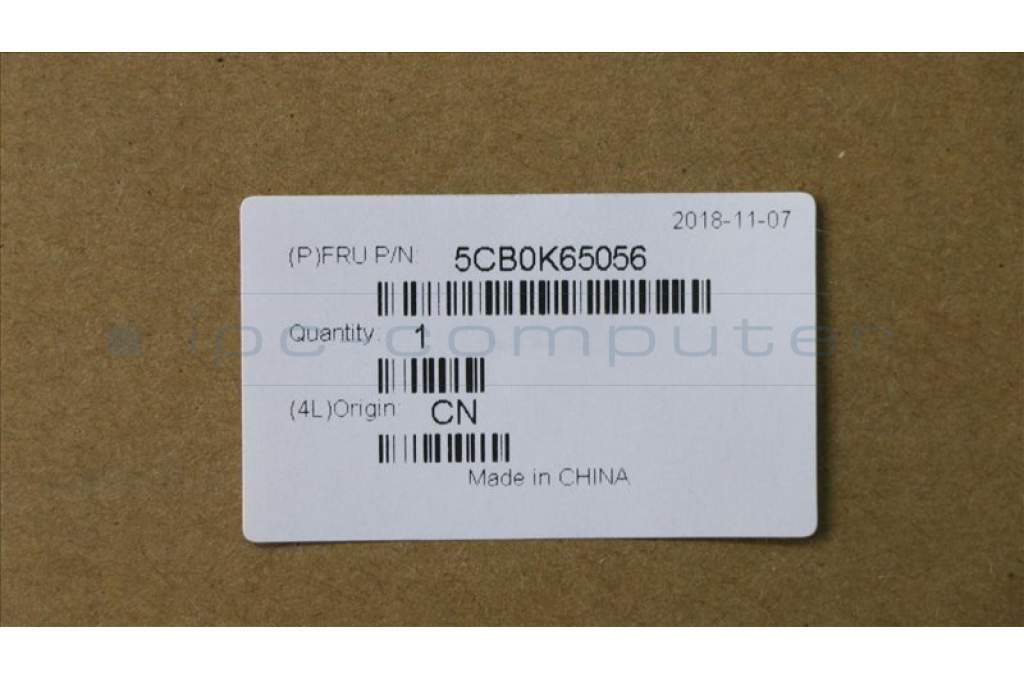 2018-11-07
(P)FRU P/N: 5CB0K65056
Quantity: 1
ipc-computer
(4L)Origin: CN
Made in CHINA